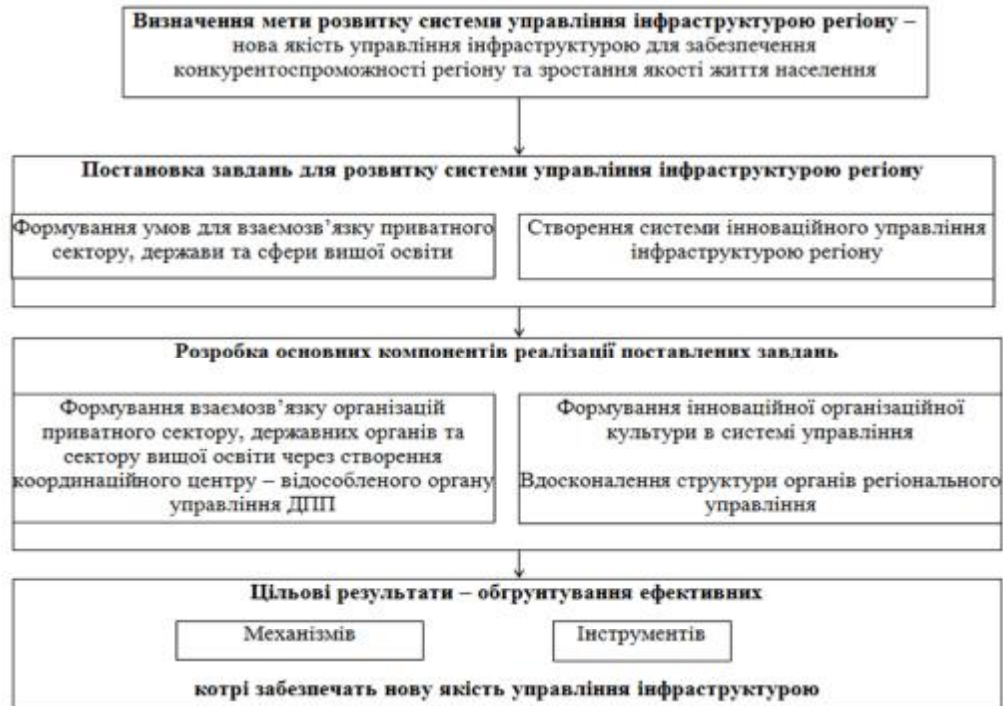 Визначення мети розвитку системи управління інфраструктурою регіону –
нова якість управління інфраструктурою для забезпечення
конкурентоспроможності регіону та зростання якості життя населення
Постановка завдань для розвитку системи управління інфраструктурою регіону
Формування умов для взаємозв’язку приватного
сектору, держави та сфери вищої освіти
Створення системи інноваційного управління
інфраструктурою регіону
Розробка основних компонентів реалізації поставлених завдань
Формування взаємозв’язку організацій
приватного сектору, державних органів та
сектору вищої освіти через створення
координаційного центру – відособленого органу
управління ДПП
Формування інноваційної організаційної
культури в системі управління
Вдосконалення структури органів регіонального
управління
Цільові результати – обгрунтування ефективних
Механізмів
Інструментів
котрі забезпечать нову якість управління інфраструктурою